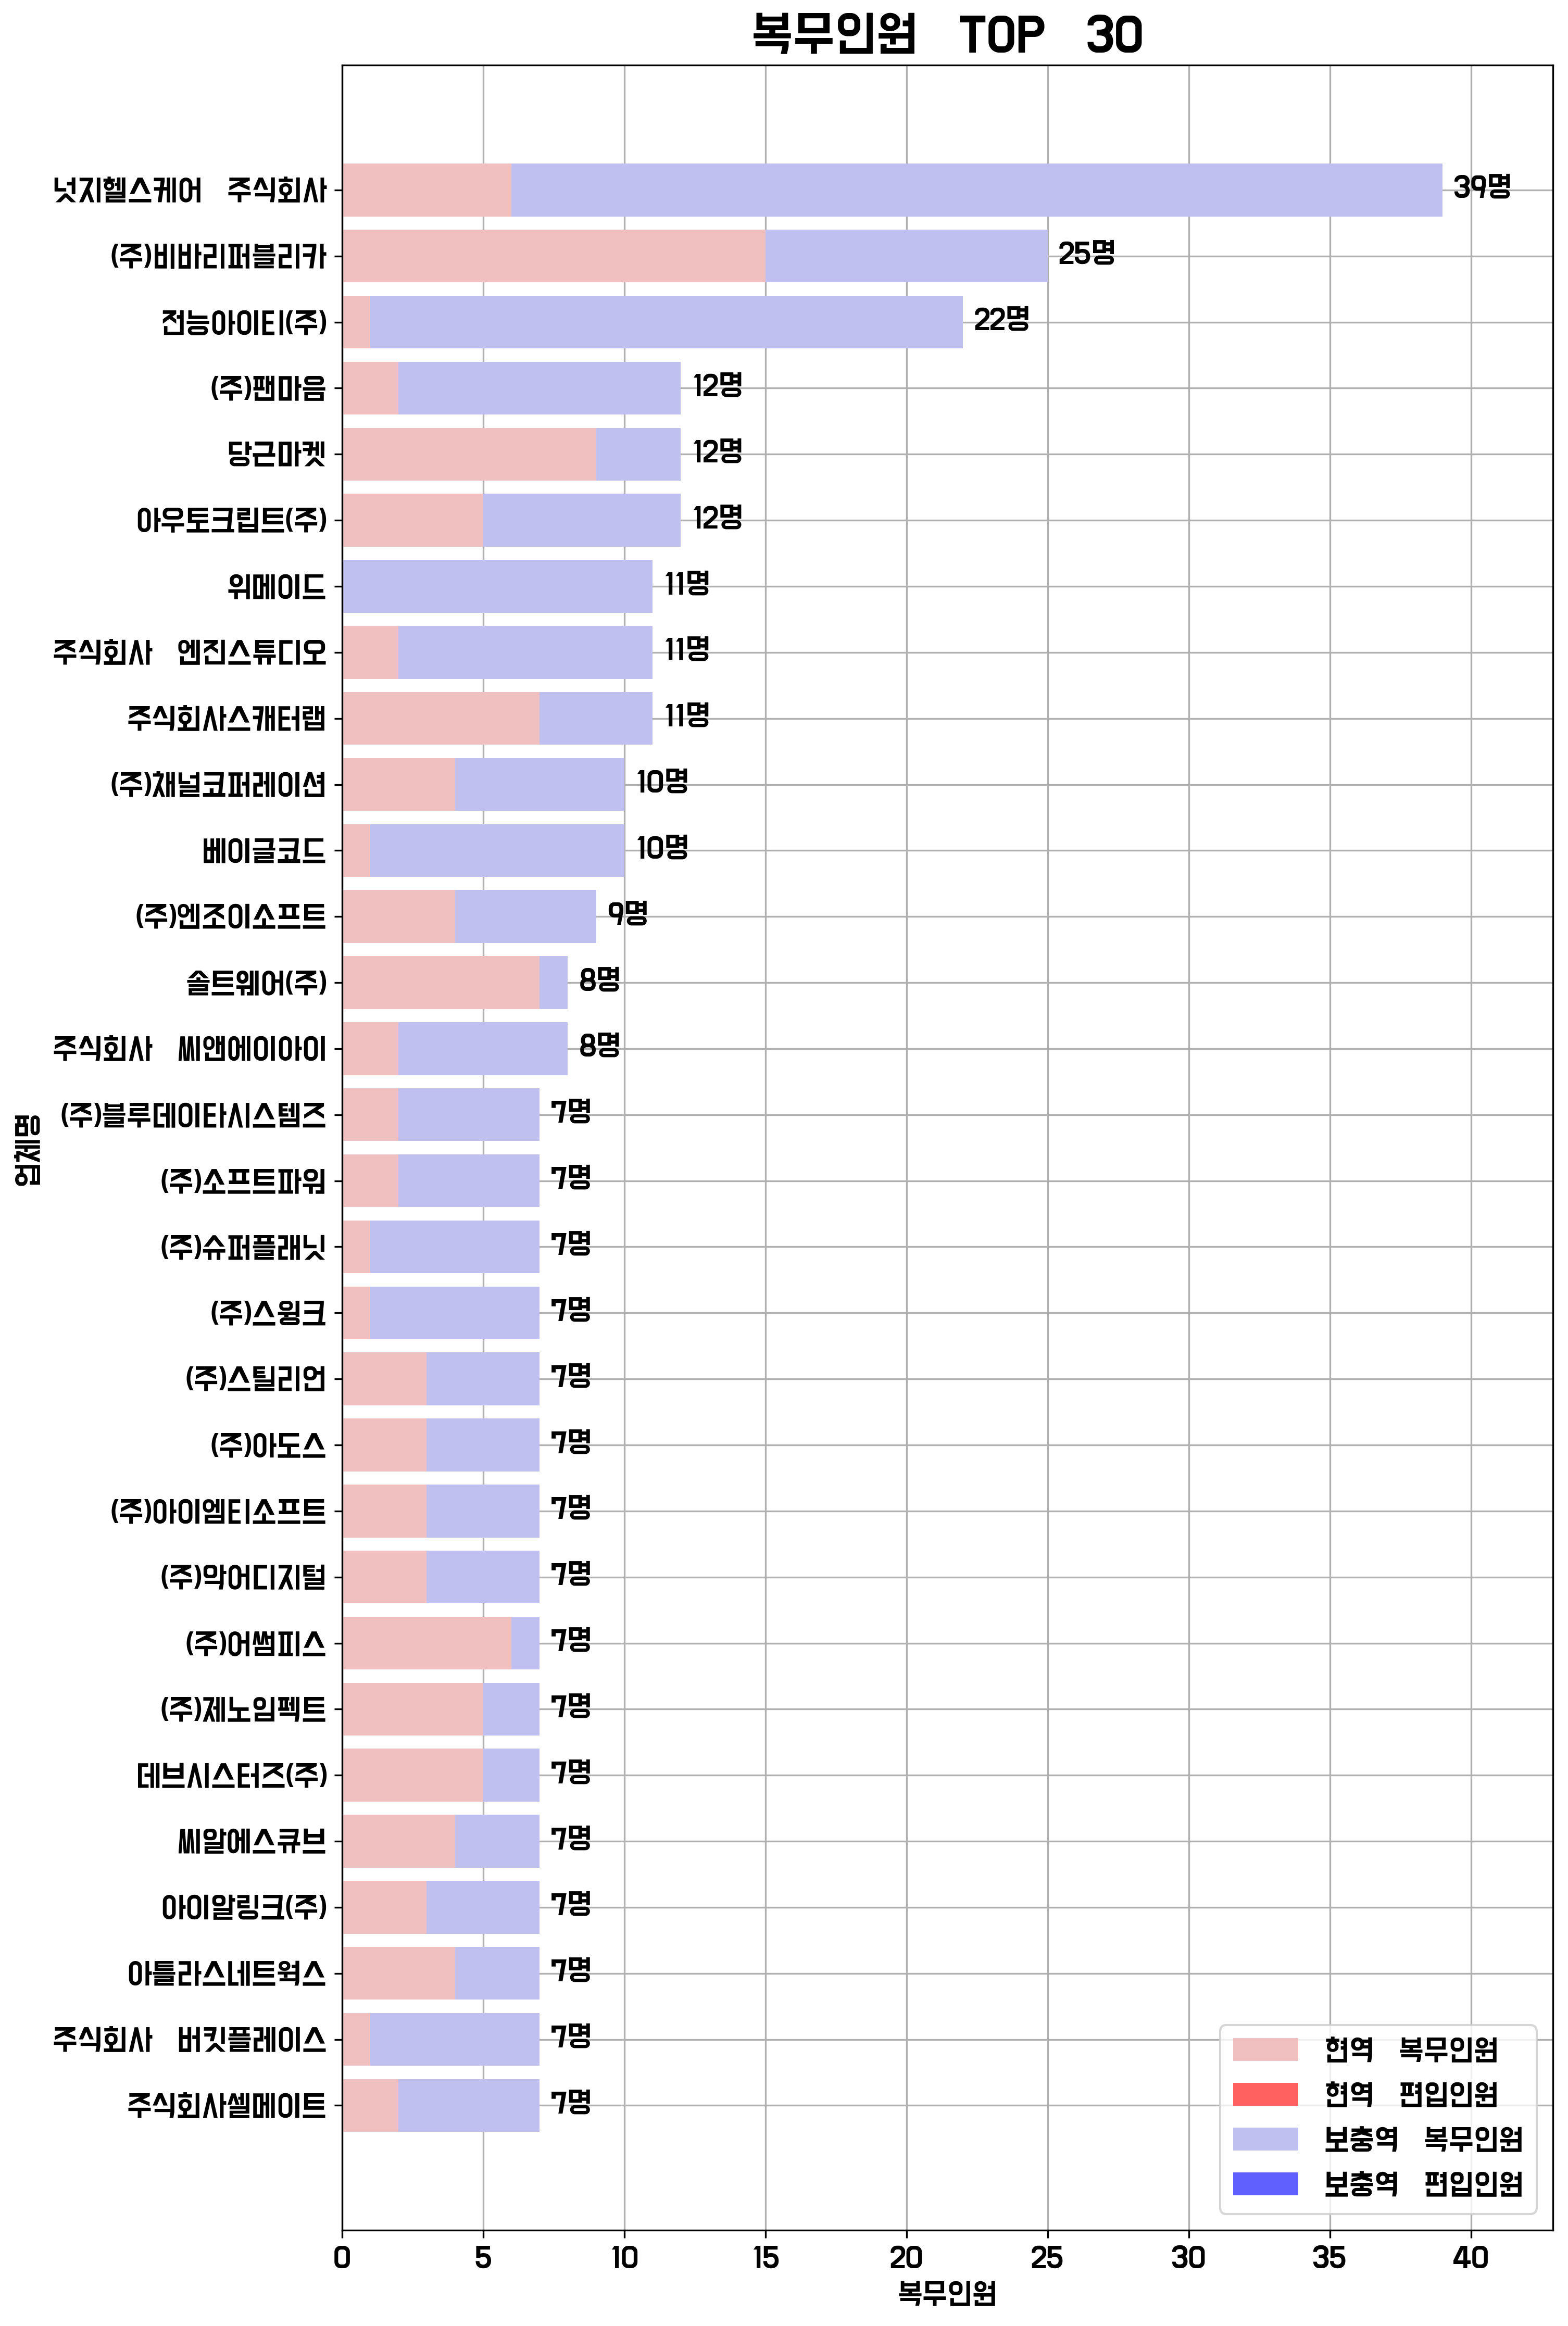 복무인원 TOP 30
넛지헬스케어 주식회사 39명
(주)비바리퍼블리카 25명
전능아이티(주) 22명
(주)팬마음 12명
당근마켓 12명
아우토크립트(주) 12명
위메이드 11명
주식회사 엔진스튜디오 11명
주식회사스캐터랩 11명
(주)채널코퍼레이션 10명
베이글코드 10명
(주)엔조이소프트 9명
솔트웨어(주) 8명
주식회사 씨앤에이아이 8명
(주)블루데이타시스템즈 7명
(주)소프트파워 7명
(주)슈퍼플래닛 7명
(주)스윙크 7명
(주)스틸리언 7명
(주)아도스 7명
(주)아이엠티소프트 7명
(주)악어디지털 7명
(주)어썸피스 7명
(주)제노임펙트 7명
데브시스터즈(주) 7명
씨알에스큐브 7명
아이알링크(주) 7명
아틀라스네트웍스 7명
주식회사 버킷플레이스 7명
주식회사셀메이트 7명
업체명
현역 복무인원
현역 편입인원
보충역 복무인원
보충역 편입인원
0 5 10 15 20 25 30 35 40
복무인원